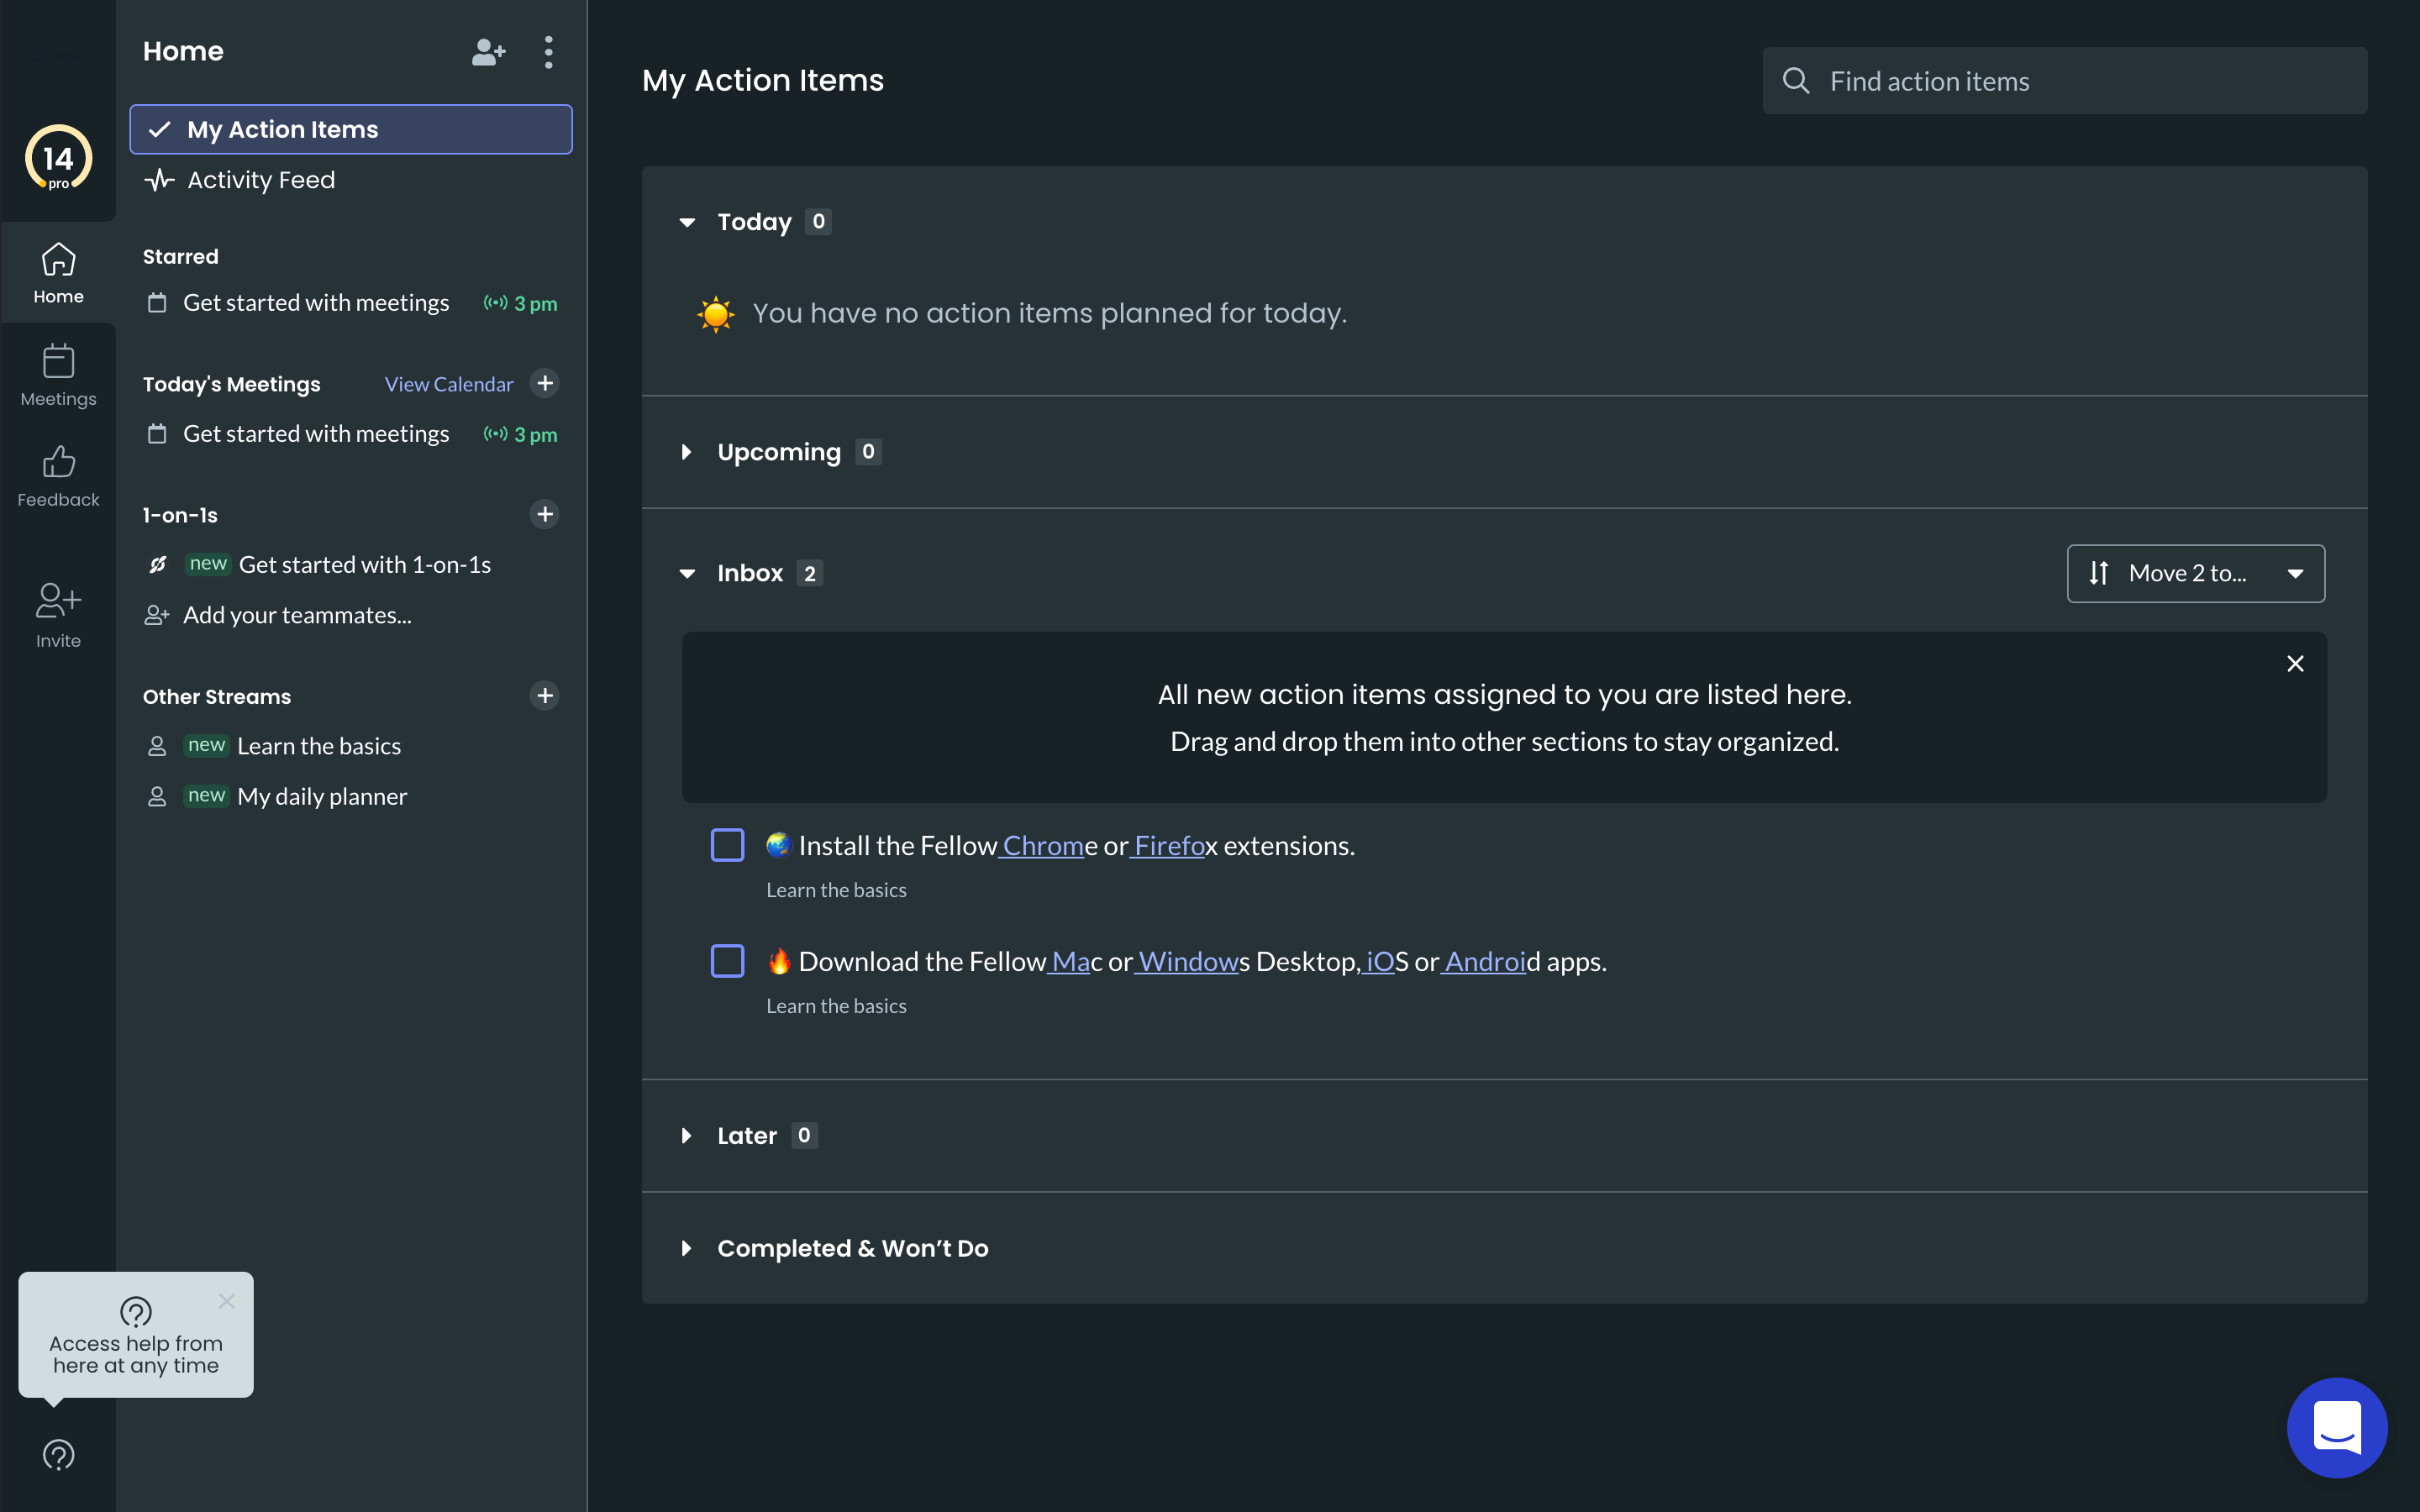 14
pro
Home
Meetings
Feedback
Invite
Home
My Action Items
Activity Feed
Starred
Get started with meetings 3 pm
Today's Meetings View Calendar
Get started with meetings 3 pm
1-on-1s
new Get started with 1-on-1s
Add your teammates...
Other Streams
new Learn the basics
new My daily planner
Access help from
here at any time
My Action Items
Find action items
Today 0
You have no action items planned for today.
Upcoming 0
Inbox 2
Move 2 to...
All new action items assigned to you are listed here.
Drag and drop them into other sections to stay organized.
🌏 Install the Fellow Chrome or Firefox extensions.
Learn the basics
🔥 Download the Fellow Mac or Windows Desktop, iOS or Android apps.
Learn the basics
Later 0
Completed & Won’t Do